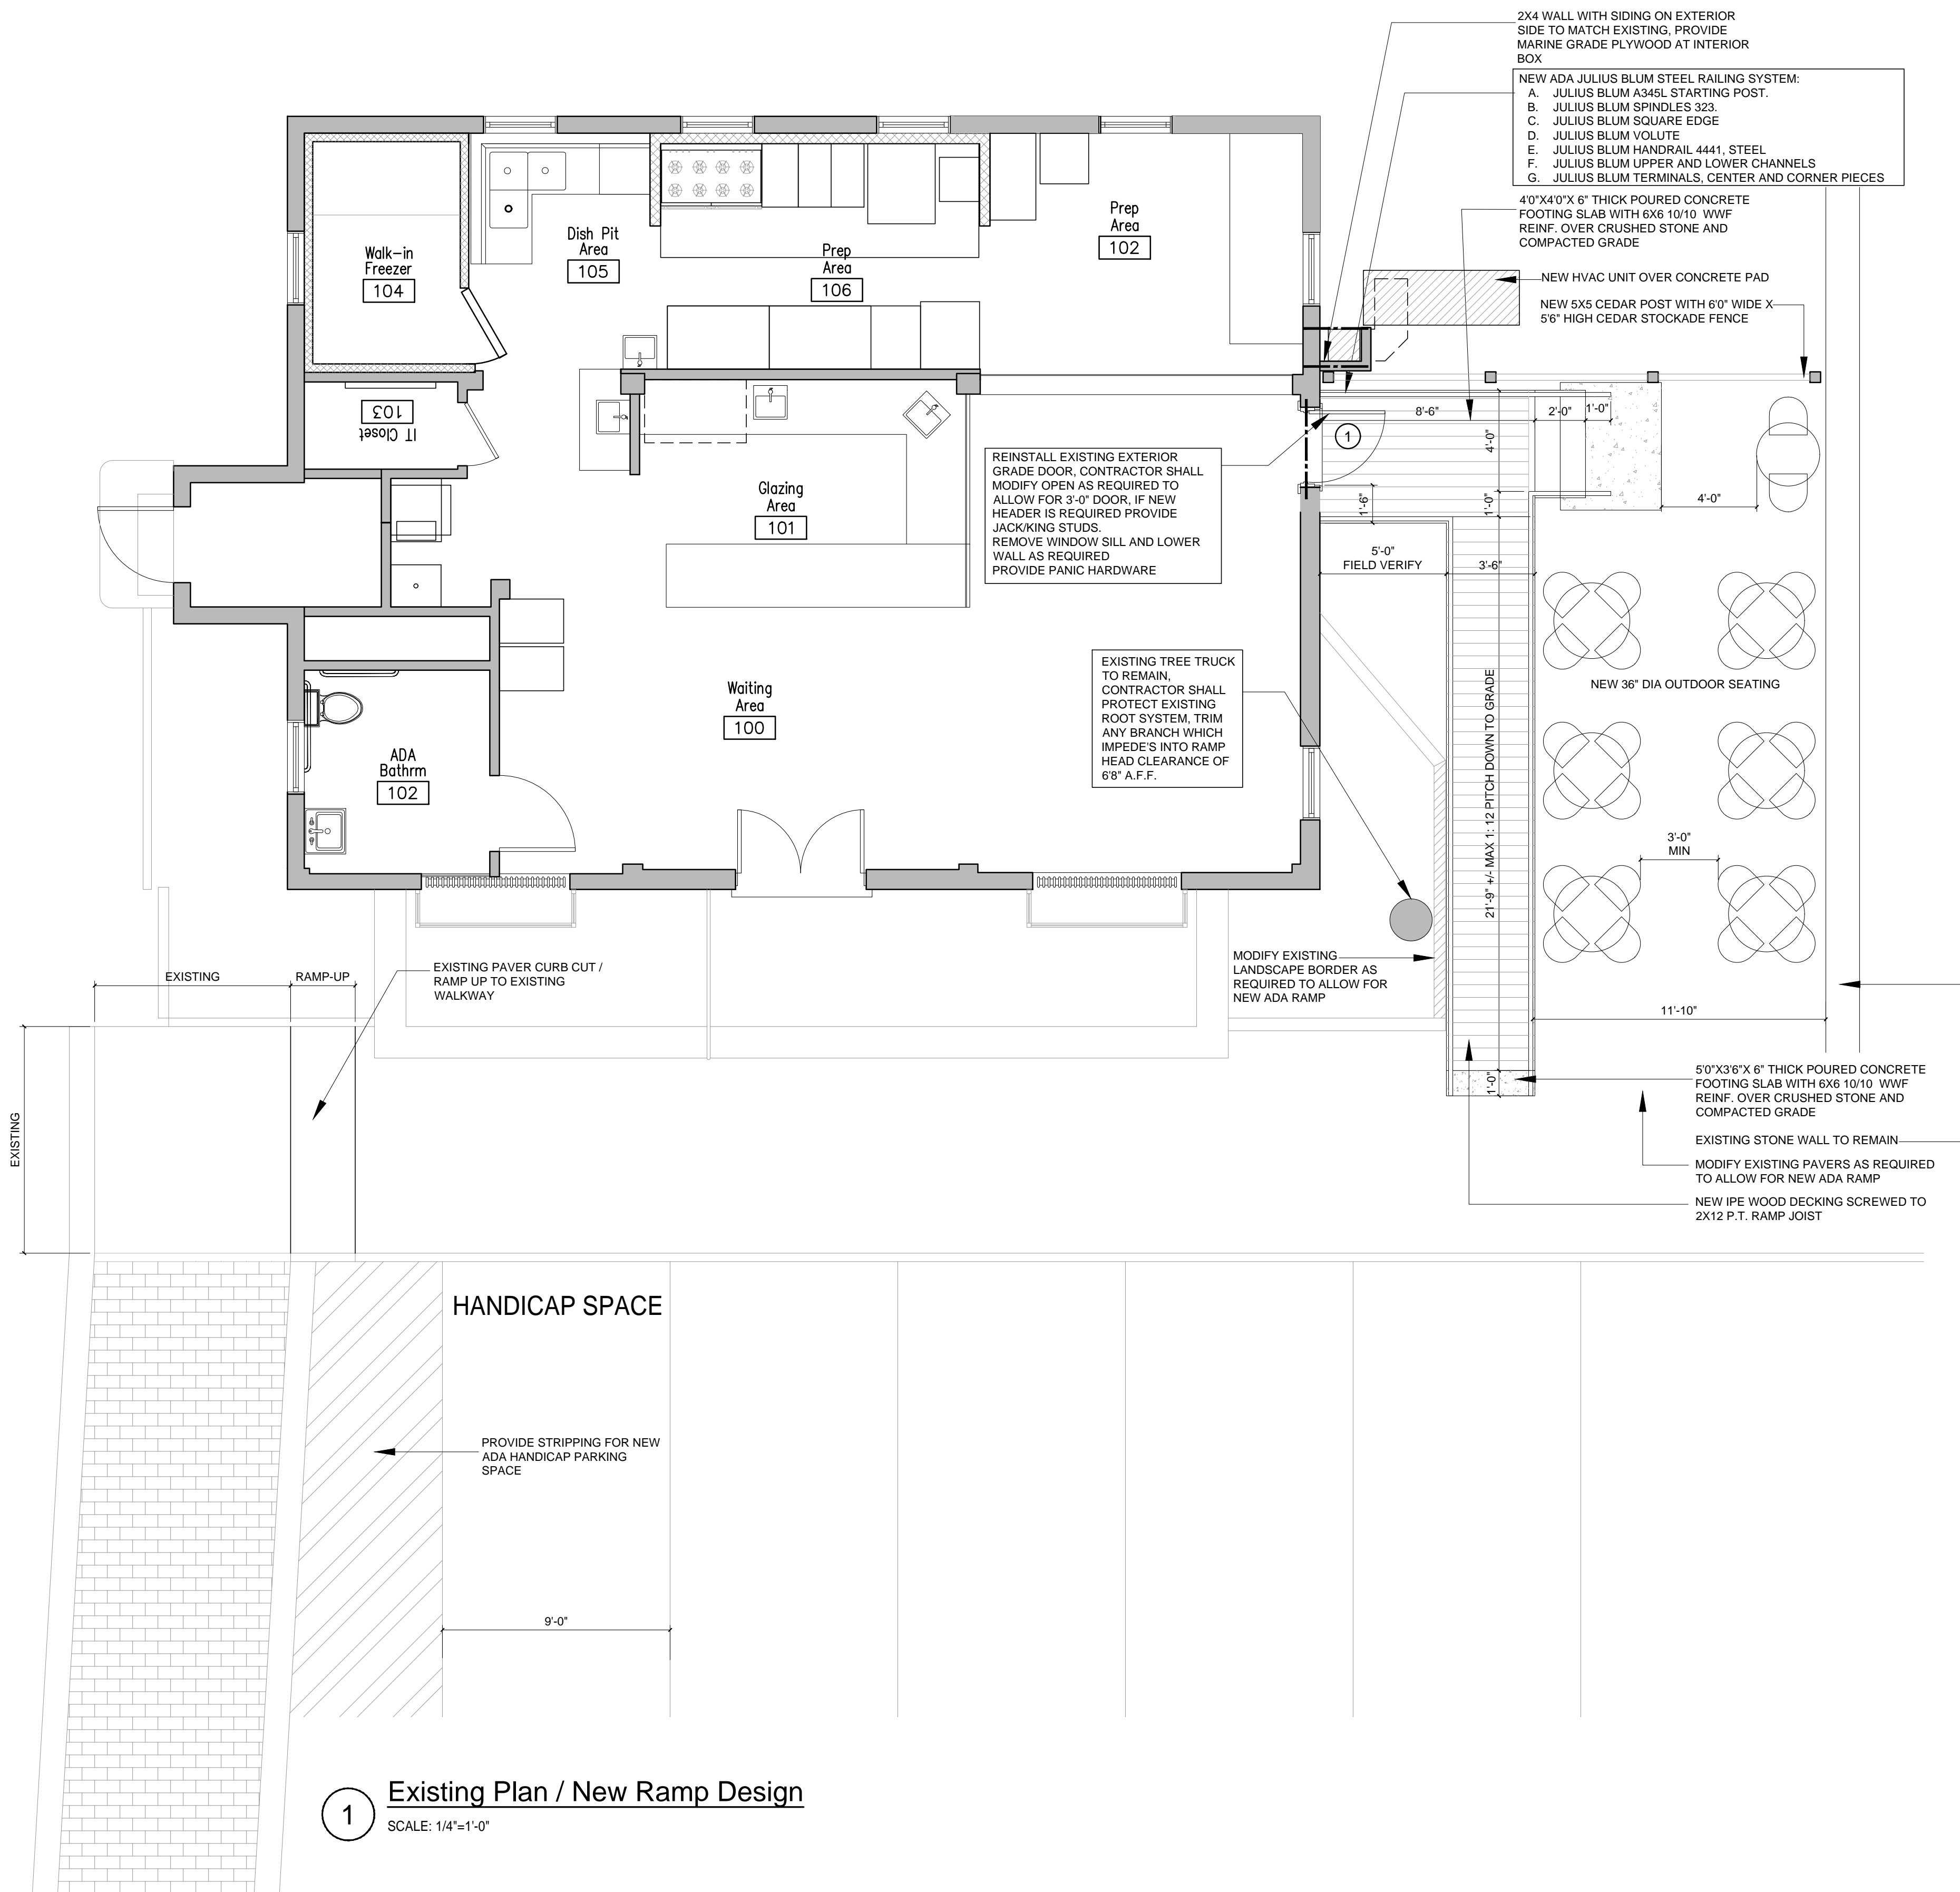 2X4 WALL WITH SIDING ON EXTERIOR
SIDE TO MATCH EXISTING, PROVIDE
MARINE GRADE PLYWOOD AT INTERIOR
BOX
NEW ADA JULIUS BLUM STEEL RAILING SYSTEM:
A. JULIUS BLUM A345L STARTING POST.
B. JULIUS BLUM SPINDLES 323.
C. JULIUS BLUM SQUARE EDGE
D. JULIUS BLUM VOLUTE
E. JULIUS BLUM HANDRAIL 4441, STEEL
F. JULIUS BLUM UPPER AND LOWER CHANNELS
G. JULIUS BLUM TERMINALS, CENTER AND CORNER PIECES
4'0"X4'0"X 6" THICK POURED CONCRETE
FOOTING SLAB WITH 6X6 10/10 WWF
REINF. OVER CRUSHED STONE AND
COMPACTED GRADE
NEW HVAC UNIT OVER CONCRETE PAD
NEW 5X5 CEDAR POST WITH 6'0" WIDE X
5'6" HIGH CEDAR STOCKADE FENCE
Walk-in
Freezer
104
Dish Pit
Area
105
Prep
Area
106
Prep
Area
102
IT Closet
103
Glazing
Area
101
REINSTALL EXISTING EXTERIOR
GRADE DOOR, CONTRACTOR SHALL
MODIFY OPEN AS REQUIRED TO
ALLOW FOR 3'-0" DOOR, IF NEW
HEADER IS REQUIRED PROVIDE
JACK/KING STUDS.
REMOVE WINDOW SILL AND LOWER
WALL AS REQUIRED
PROVIDE PANIC HARDWARE
1
8'-6"
2'-0"
1'-0"
4'-0"
1'-6"
1'-0"
4'-0"
5'-0"
FIELD VERIFY
3'-6"
EXISTING TREE TRUCK
TO REMAIN,
CONTRACTOR SHALL
PROTECT EXISTING
ROOT SYSTEM, TRIM
ANY BRANCH WHICH
IMPEDE'S INTO RAMP
HEAD CLEARANCE OF
6'8" A.F.F.
Waiting
Area
100
ADA
Bathrm
102
NEW 36" DIA OUTDOOR SEATING
21'-9" +/- MAX 1: 12 PITCH DOWN TO GRADE
3'-0"
MIN
EXISTING
RAMP-UP
EXISTING PAVER CURB CUT /
RAMP UP TO EXISTING
WALKWAY
MODIFY EXISTING
LANDSCAPE BORDER AS
REQUIRED TO ALLOW FOR
NEW ADA RAMP
11'-10"
1'-0"
5'0"X3'6"X 6" THICK POURED CONCRETE
FOOTING SLAB WITH 6X6 10/10 WWF
REINF. OVER CRUSHED STONE AND
COMPACTED GRADE
EXISTING
EXISTING STONE WALL TO REMAIN
MODIFY EXISTING PAVERS AS REQUIRED
TO ALLOW FOR NEW ADA RAMP
NEW IPE WOOD DECKING SCREWED TO
2X12 P.T. RAMP JOIST
HANDICAP SPACE
PROVIDE STRIPPING FOR NEW
ADA HANDICAP PARKING
SPACE
9'-0"
1
Existing Plan / New Ramp Design
SCALE: 1/4"=1'-0"